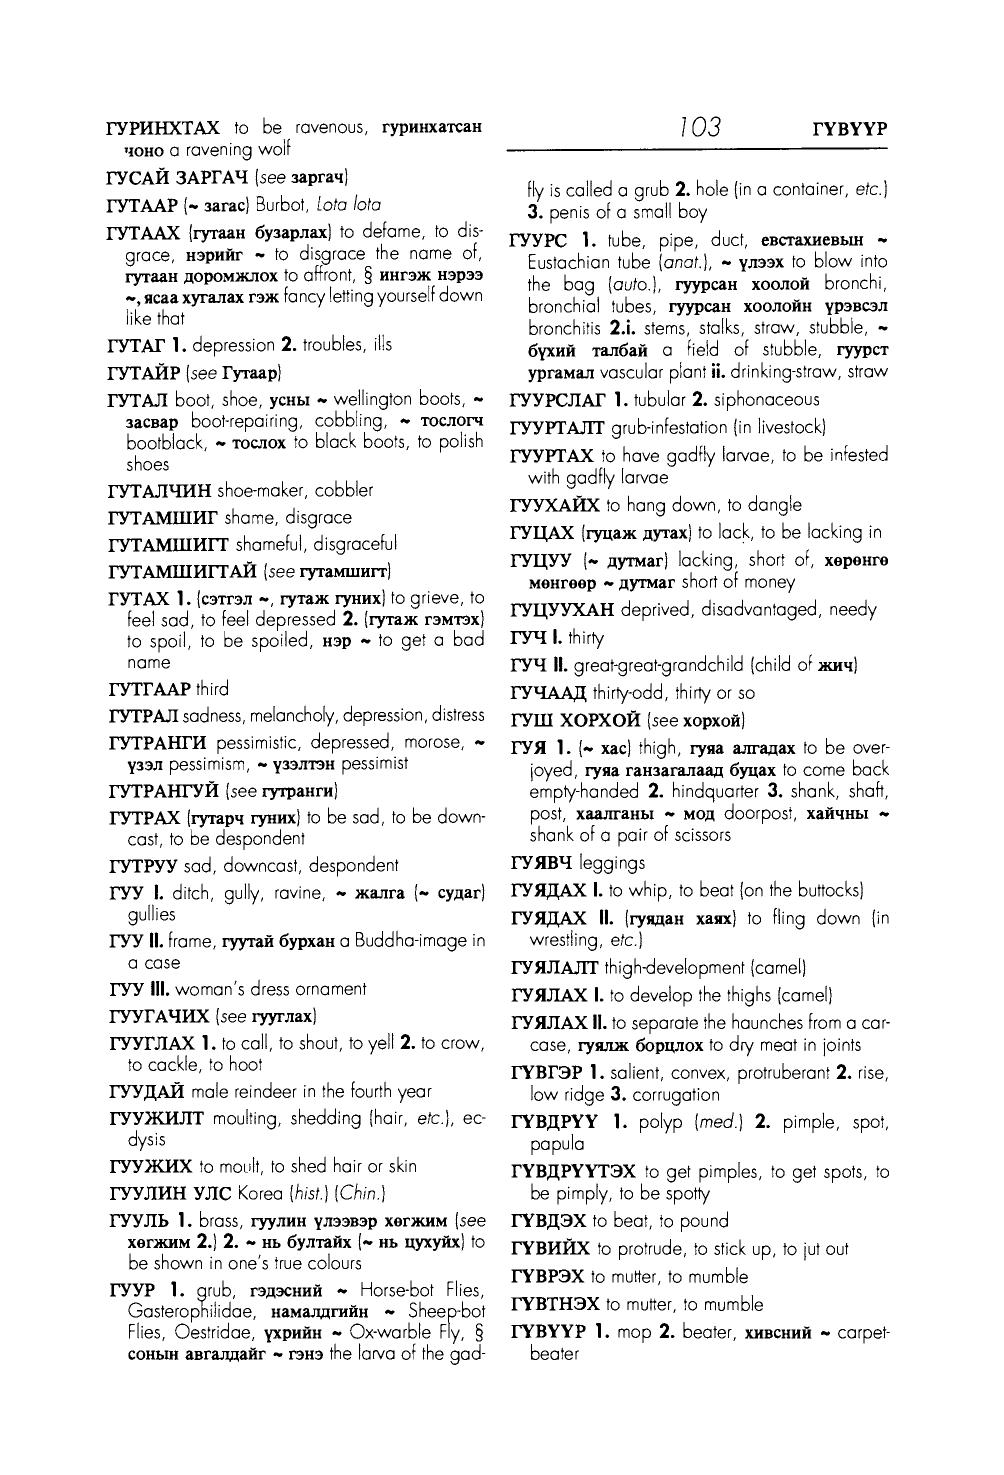 ГУРИНХТАХ to be ravenous, гуринхатсан
чоно a ravening wolf
ГУСАЙ ЗАРГАЧ (see заргач)
ГУТААР (~ загас) Burbot, Lota lota
ГУТААХ (гутаан бузарлах) to defame, to dis-
grace, нэрийг ~ to disgrace the name of,
гутаан доромжлох to affront, § ингэж нэрээ
~, ясаа хугалах гэж fancy letting yourself down
like that
ГУТАГ 1. depression 2. troubles, ills
ГУТАЙР (see Гутаар)
ГУТАЛ boot, shoe, усны ~ wellington boots, ~
засвар boot-repairing, cobbling, ~ тослогч
bootblack, ~ тослох to black boots, to polish
shoes
ГУТАЛЧИН shoe-maker, cobbler
ГУТАМШИГ shame, disgrace
ГУТАМШИГТ shameful, disgraceful
ГУТАМШИГТАЙ (see гутамшигт)
ГУТАХ 1. (сэтгэл ~, гутаж гуних) to grieve, to
feel sad, to feel depressed 2. (гутаж гэмтэх)
to spoil, to be spoiled, нэр ~ to get a bad
name
ГУТГААР third
ГУТРАЛ sadness, melancholy, depression, distress
ГУТРАНГИ pessimistic, depressed, morose, ~
үзэл pessimism, ~ үзэлтэн pessimist
ГУТРАНГУЙ (see гутранги)
ГУТРАХ (гутарч гуних) to be sad, to be down-
cast, to be despondent
ГУТРУУ sad, downcast, despondent
ГУУ I. ditch, gully, ravine, ~ жалга (~ судаг)
gullies
ГУУ II. frame, гуутай бурхан a Buddha-image in
a case
ГУУ III. woman's dress ornament
ГУУГАЧИХ (see гууглах)
ГУУГЛАХ 1. to call, to shout, to yell 2. to crow,
to cackle, to hoot
ГУУДАЙ male reindeer in the fourth year
ГУУЖИЛТ moulting, shedding (hair, etc.), ec-
dysis
ГУУЖИХ to moult, to shed hair or skin
ГУУЛИН УЛС Korea (hist.) (Chin.)
ГУУЛЬ 1. brass, гуулин үлээвэр хөгжим (see
хөгжим 2.) 2. ~ нь бултайх (~ нь цухуйх) to
be shown in one's true colours
ГУУР 1. grub, гэдэсний ~ Horse-bot Flies,
Gasterophilidae, намалдгийн ~ Sheep-bot
Flies, Oestridae, үхрийн ~ Ox-warble Fly, §
сонын авгалдайг ~ гэнэ the larva of the gad-
103 ГҮВҮҮР
fly is called a grub 2. hole (in a container, etc.)
3. penis of a small boy
ГУУРС 1. tube, pipe, duct, евстахиевын ~
Eustachian tube (anat.), ~ үлээх to blow into
the bag (auto.), гуурсан хоолой bronchi,
bronchial tubes, гуурсан хоолойн үрэвсэл
bronchitis 2.i. stems, stalks, straw, stubble, ~
бүхий талбай a field of stubble, гуурст
ургамал vascular plant ii. drinking-straw, straw
ГУУРСЛАГ 1. tubular 2. siphonaceous
ГУУРТАЛТ grub-infestation (in livestock)
ГУУРТАХ to have gadfly larvae, to be infested
with gadfly larvae
ГУУХАЙХ to hang down, to dangle
ГУЦАХ (гуцаж дутах) to lack, to be lacking in
ГУЦУУ (~ дутмаг) lacking, short of, хөрөнгө
мөнгөөр ~ дутмаг short of money
ГУЦУУХАН deprived, disadvantaged, needy
ГУЧ I. thirty
ГУЧ II. great-great-grandchild (child of жич)
ГУЧААД thirty-odd, thirty or so
ГУШ ХОРХОЙ (see хорхой)
ГУЯ 1. (~ хас) thigh, гуяа алгадах to be over-
joyed, гуяа ганзагалаад буцах to come back
empty-handed 2. hindquarter 3. shank, shaft,
post, хаалганы ~ мод doorpost, хайчны ~
shank of a pair of scissors
ГУЯВЧ leggings
ГУЯДАХ I. to whip, to beat (on the buttocks)
ГУЯДАХ II. (гуядан хаях) to fling down (in
wrestling, etc.)
ГУЯЛАЛТ thigh-development (camel)
ГУЯЛАХ I. to develop the thighs (camel)
ГУЯЛАХ II. to separate the haunches from a car-
case, гуялж борцлох to dry meat in joints
ГҮВГЭР 1. salient, convex, protruberant 2. rise,
low ridge 3. corrugation
ГҮВДРҮҮ 1. polyp (med.) 2. pimple, spot,
papula
ГҮВДРҮҮТЭХ to get pimples, to get spots, to
be pimply, to be spotty
ГҮВДЭХ to beat, to pound
ГҮВИЙХ to protrude, to stick up, to jut out
ГҮВРЭХ to mutter, to mumble
ГҮВТНЭХ to mutter, to mumble
ГҮВҮҮР 1. mop 2. beater, хивсний ~ carpet-
beater